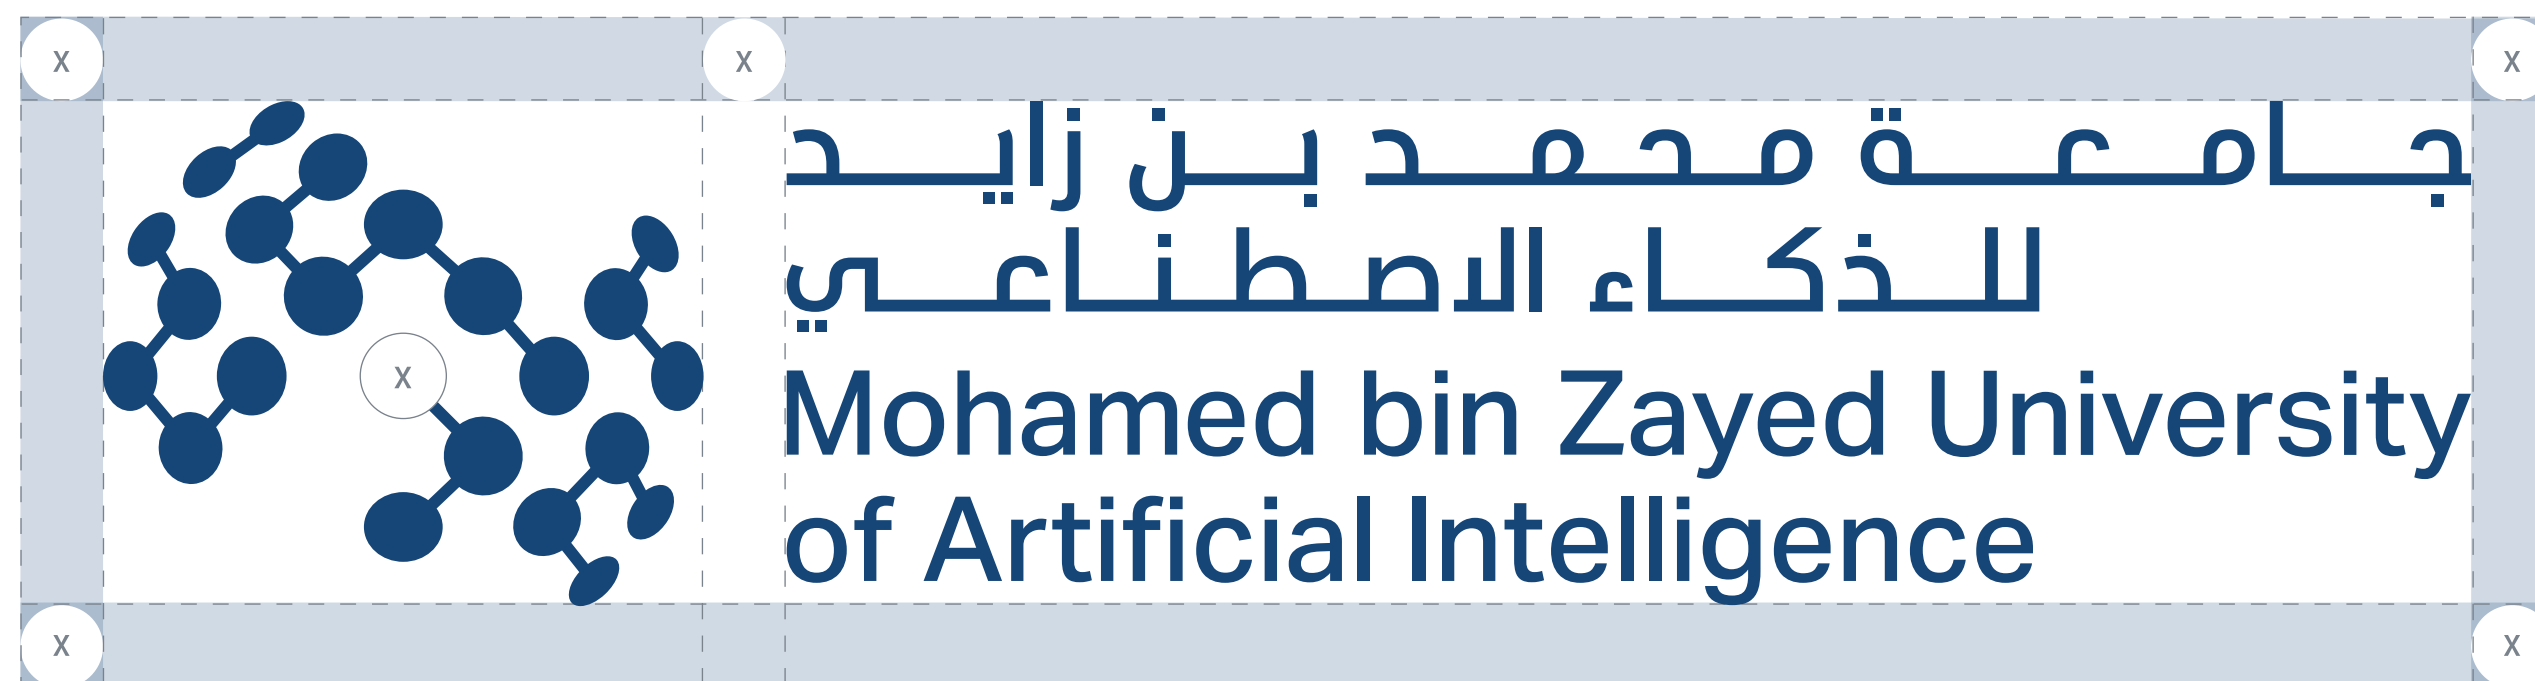 X
X
X
جامعة محمد بن زايد
للذكاء الاصطناعي
X
Mohamed bin Zayed University
of Artificial Intelligence
X
X